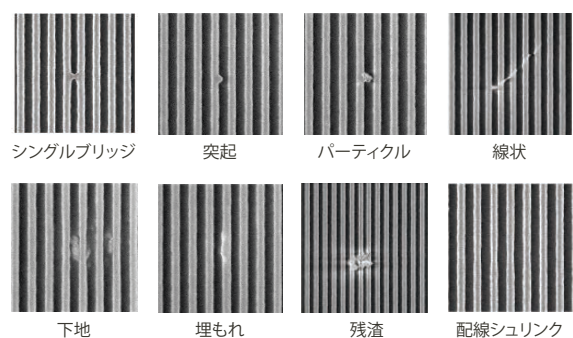 シングルブリッジ
突起
パーティクル
線状
下地
埋もれ
残渣
配線シュリンク